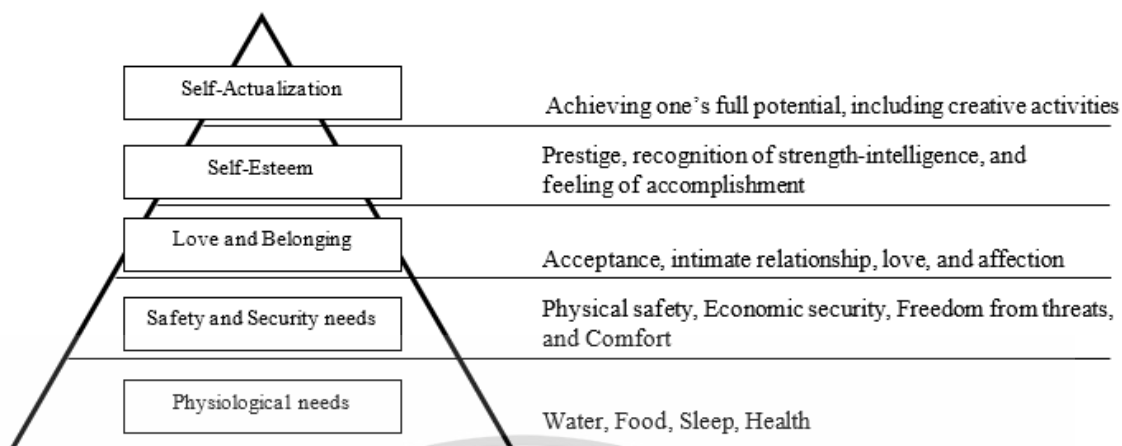 Self-Actualization
Achieving one’s full potential, including creative activities
Self-Esteem
Prestige, recognition of strength-intelligence, and
feeling of accomplishment
Love and Belonging
Acceptance, intimate relationship, love, and affection
Safety and Security needs
Physical safety, Economic security, Freedom from threats,
and Comfort
Physiological needs
Water, Food, Sleep, Health